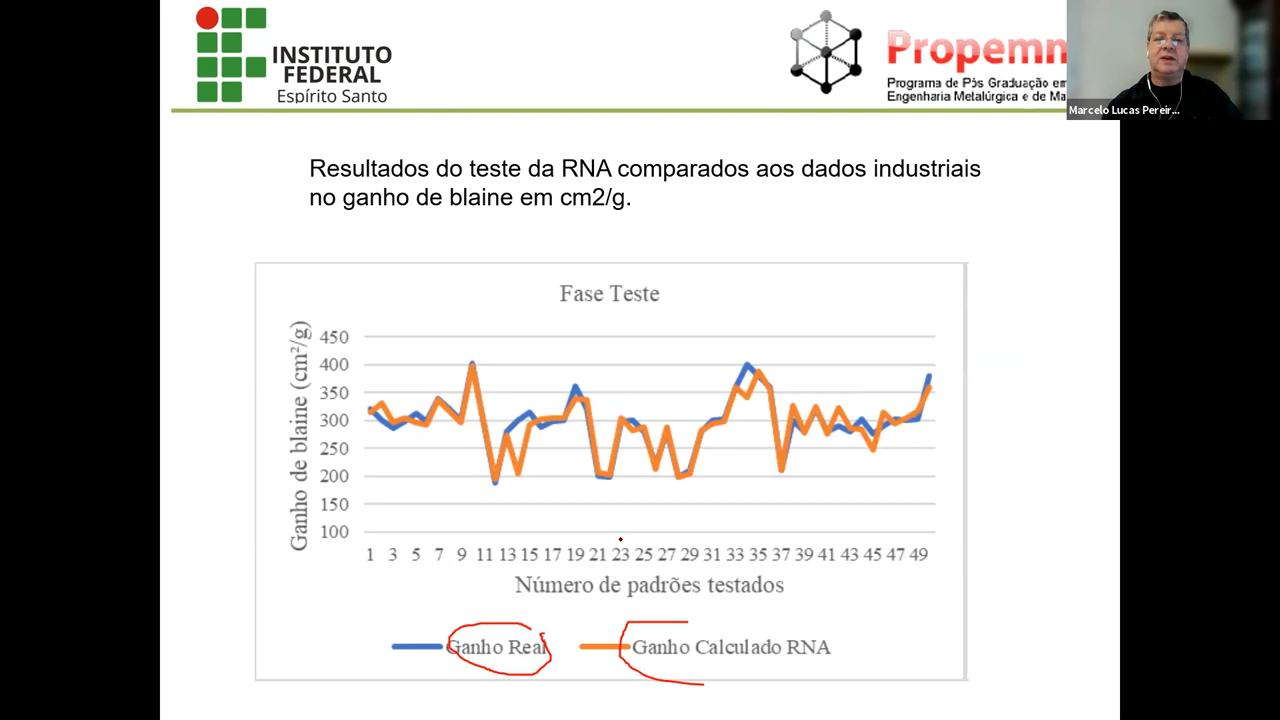 INSTITUTO
FEDERAL
Espírito Santo
Propemm
Programa de Pós Graduação em
Engenharia Metalúrgica e de Ma
Marcelo Lucas Pereir...
Resultados do teste da RNA comparados aos dados industriais
no ganho de blaine em cm2/g.
Fase Teste
Ganho de blaine (cm²/g)
450
400
350
300
250
200
150
100
1 3 5 7 9 11 13 15 17 19 21 23 25 27 29 31 33 35 37 39 41 43 45 47 49
Número de padrões testados
Ganho Real
Ganho Calculado RNA